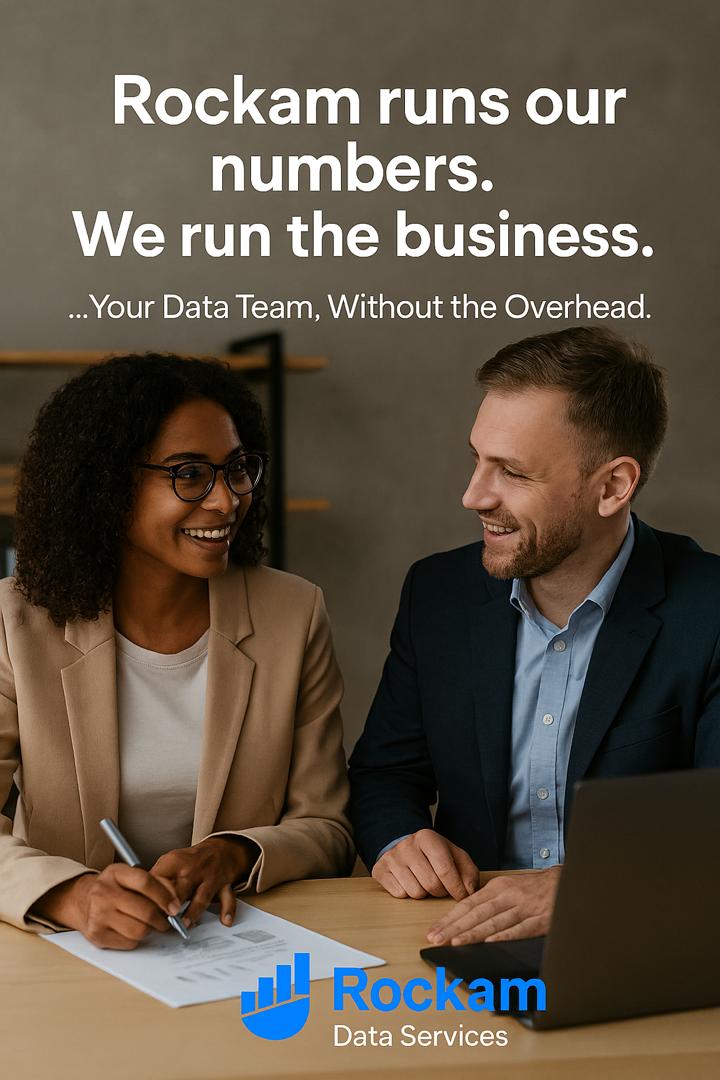 Rockam runs our
numbers.
We run the business.
...Your Data Team, Without the Overhead.
Rockam
Data Services